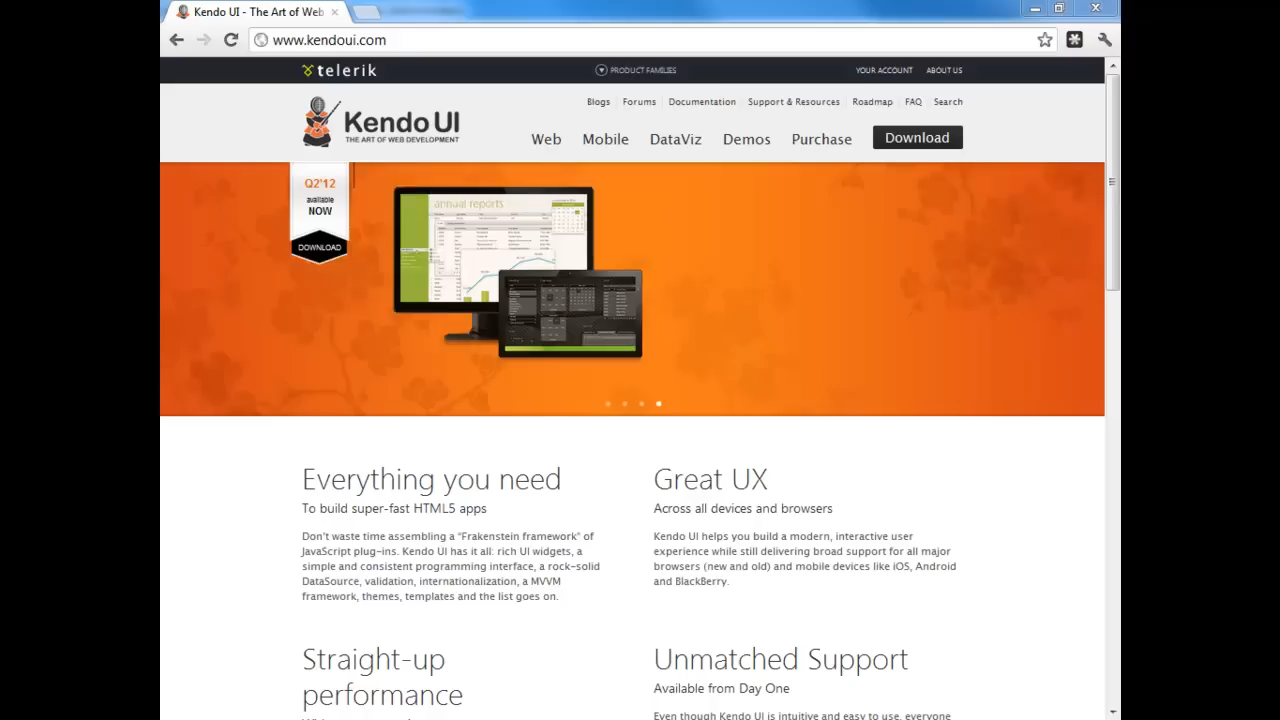 Kendo UI - The Art of Web
www.kendoui.com
telerik
PRODUCT FAMILIES
YOUR ACCOUNT
ABOUT US
Blogs
Forums
Documentation
Support & Resources
Roadmap
FAQ
Search
Kendo UI
THE ART OF WEB DEVELOPMENT
Web
Mobile
DataViz
Demos
Purchase
Download
Q2'12
available
NOW
DOWNLOAD
annual reports
Everything you need
To build super-fast HTML5 apps
Don't waste time assembling a "Frakenstein framework" of
JavaScript plug-ins. Kendo UI has it all: rich UI widgets, a
simple and consistent programming interface, a rock-solid
DataSource, validation, internationalization, a MVVM
framework, themes, templates and the list goes on.
Great UX
Across all devices and browsers
Kendo UI helps you build a modern, interactive user
experience while still delivering broad support for all major
browsers (new and old) and mobile devices like iOS, Android
and BlackBerry.
Straight-up
performance
Unmatched Support
Available from Day One
Even though Kendo UI is intuitive and easy to use, everyone